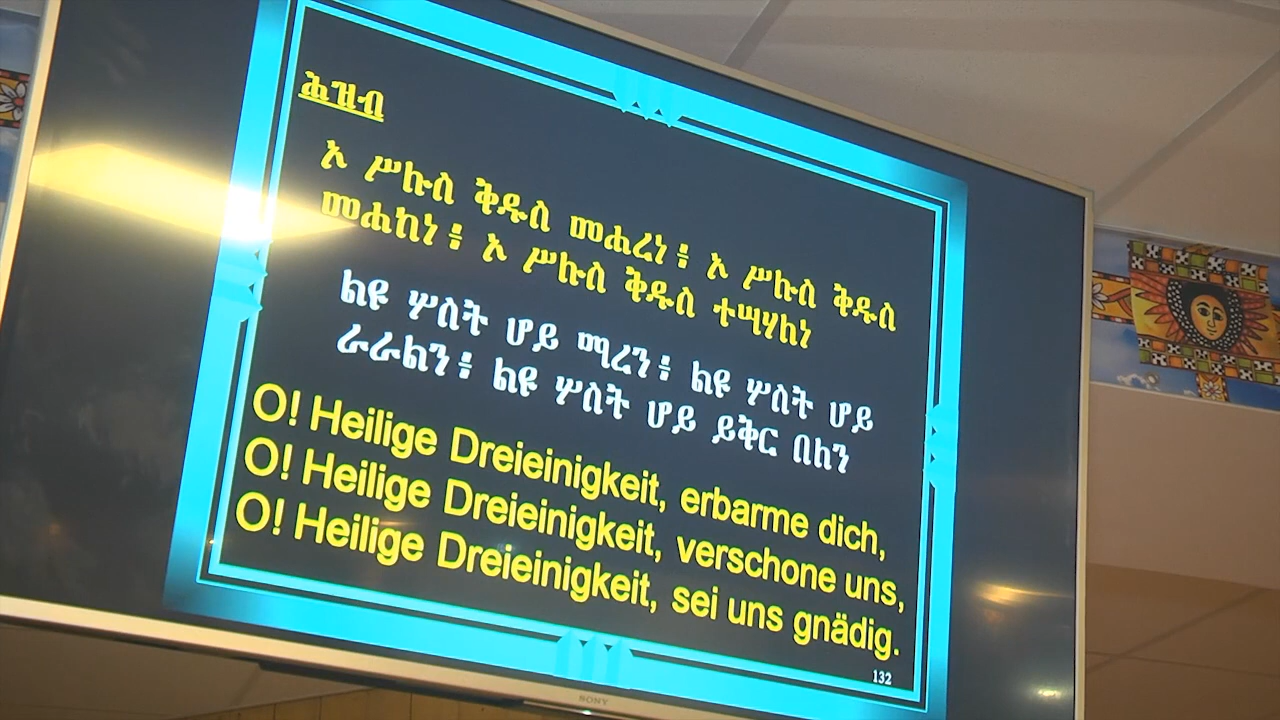 ሕዝብ
ኦ ሥሉስ ቅዱስ መሐረነ፥ ኦ ሥሉስ ቅዱስ
መሐከነ፥ ኦ ሥሉስ ቅዱስ ተሣሃለነ
ልዩ ሦስት ሆይ ማረን፥ ልዩ ሦስት ሆይ
ራራልን፥ ልዩ ሦስት ሆይ ይቅር በለን
O! Heilige Dreieinigkeit, erbarme dich,
O! Heilige Dreieinigkeit, verschone uns,
O! Heilige Dreieinigkeit, sei uns gnädig.
132
SONY